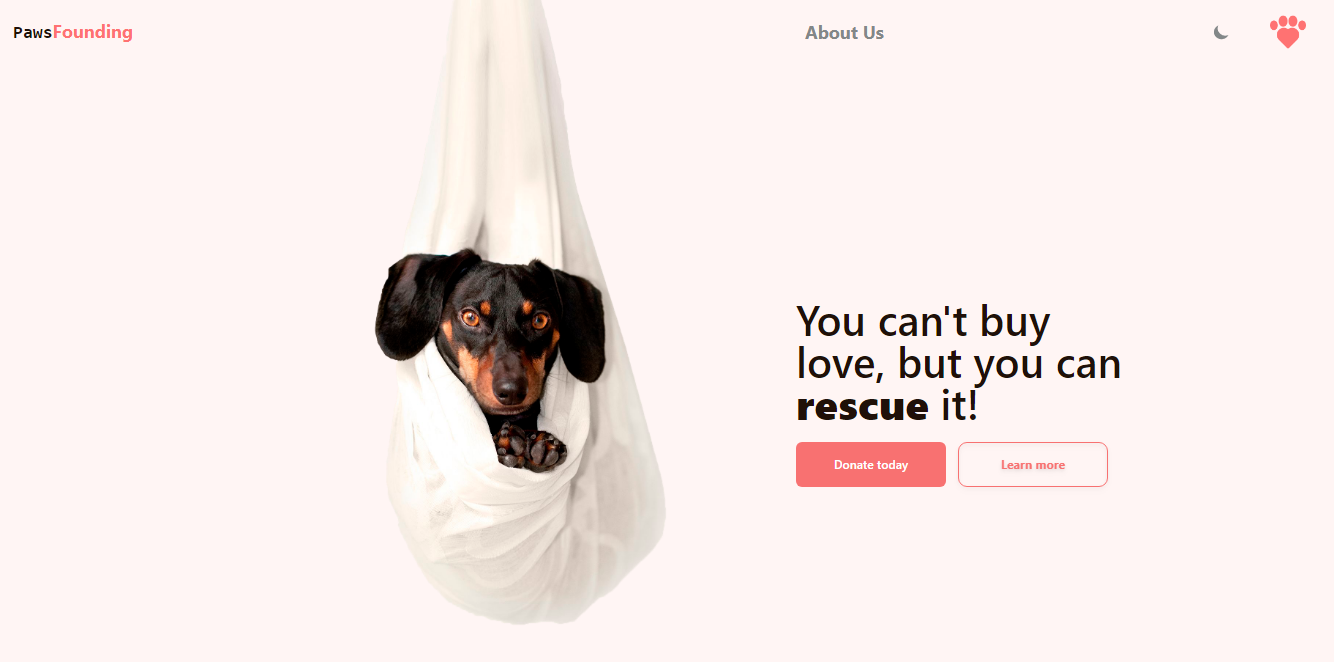 PawsFounding
About Us
You can't buy
love, but you can
rescue it!
Donate today
Learn more